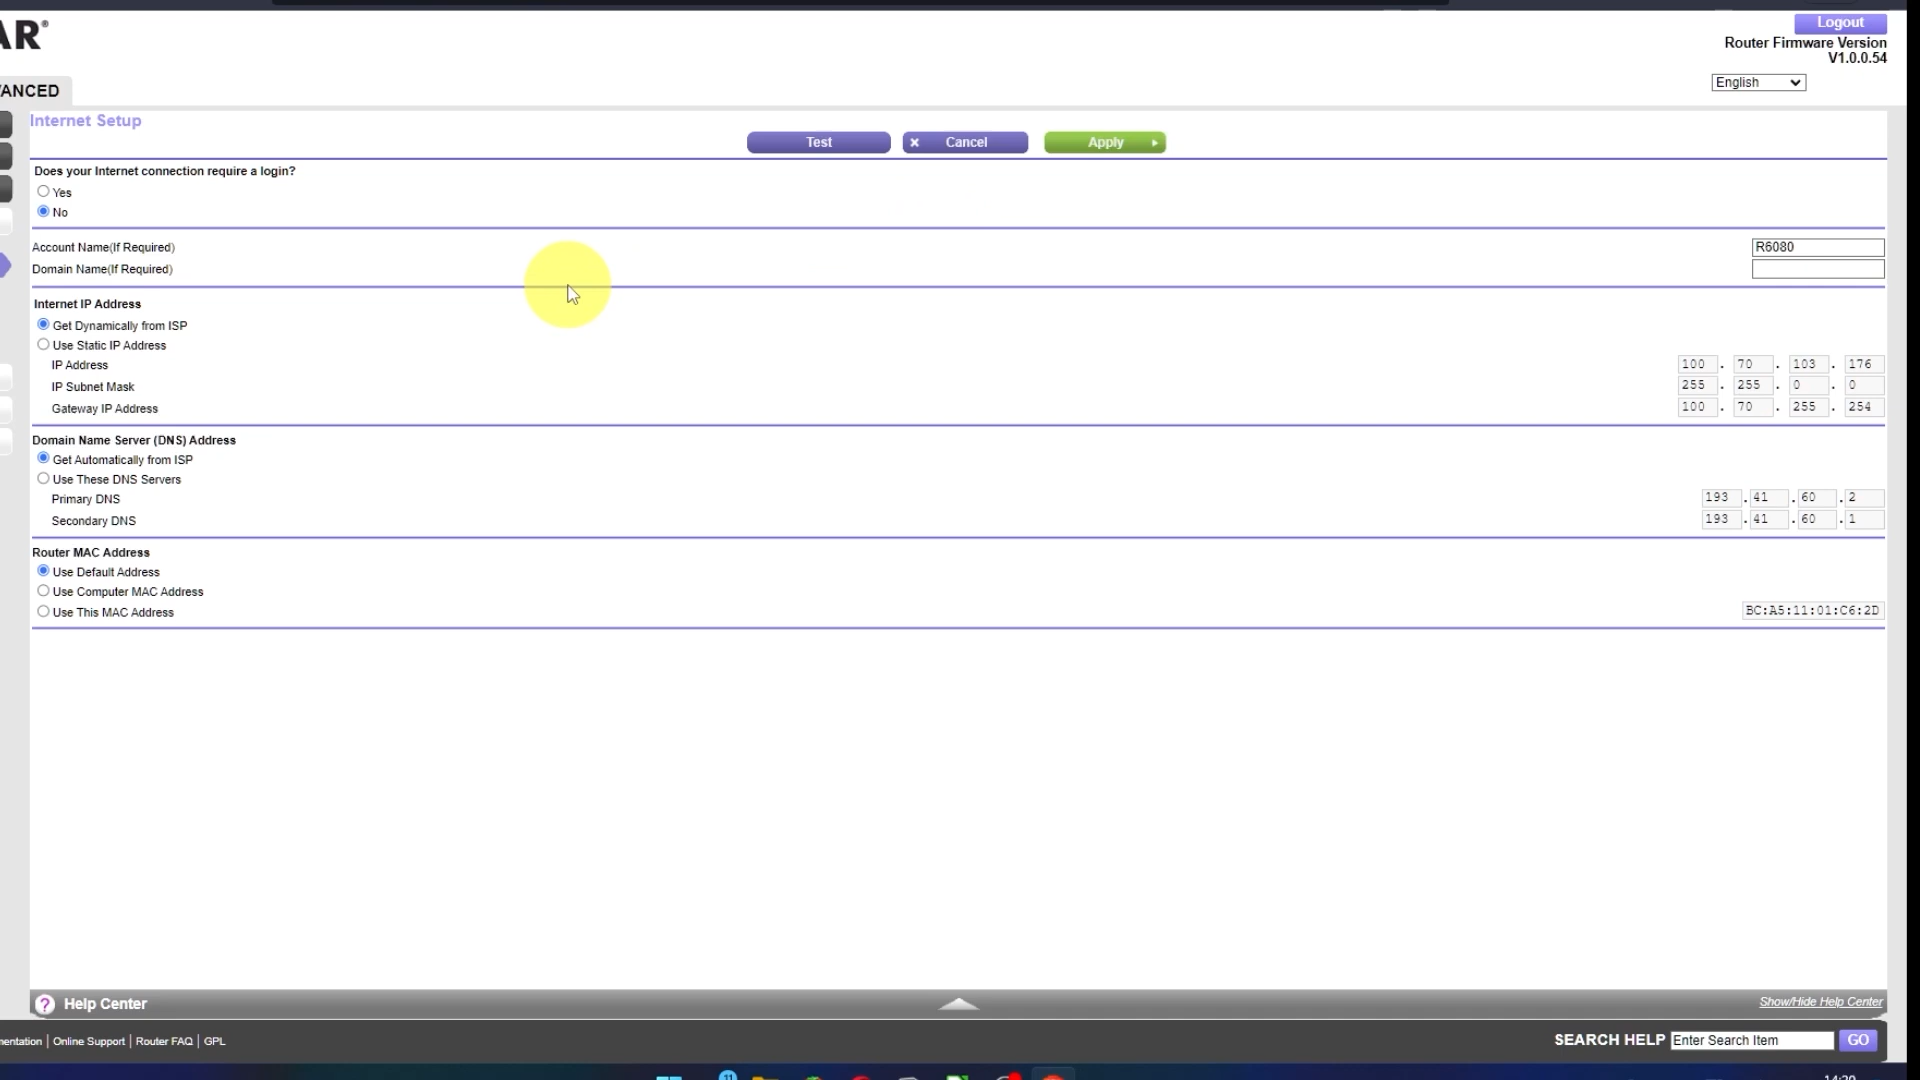 AR®
Logout
Router Firmware Version
V1.0.0.54
English
ANCED
Internet Setup
Test
× Cancel
Apply
Does your Internet connection require a login?
Yes
No
Account Name(If Required) R6080
Domain Name(If Required)
Internet IP Address
Get Dynamically from ISP
Use Static IP Address
IP Address 100 . 70 . 103 . 176
IP Subnet Mask 255 . 255 . 0 . 0
Gateway IP Address 100 . 70 . 255 . 254
Domain Name Server (DNS) Address
Get Automatically from ISP
Use These DNS Servers
Primary DNS 193 . 41 . 60 . 2
Secondary DNS 193 . 41 . 60 . 1
Router MAC Address
Use Default Address
Use Computer MAC Address
Use This MAC Address BC:A5:11:01:C6:2D
? Help Center
Show/Hide Help Center
mentation | Online Support | Router FAQ | GPL
SEARCH HELP Enter Search Item GO
11